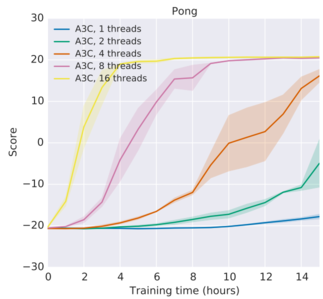 Pong
30
A3C, 1 threads
A3C, 2 threads
A3C, 4 threads
A3C, 8 threads
A3C, 16 threads
20
10
0
−10
−20
−30
Score
0 2 4 6 8 10 12 14
Training time (hours)